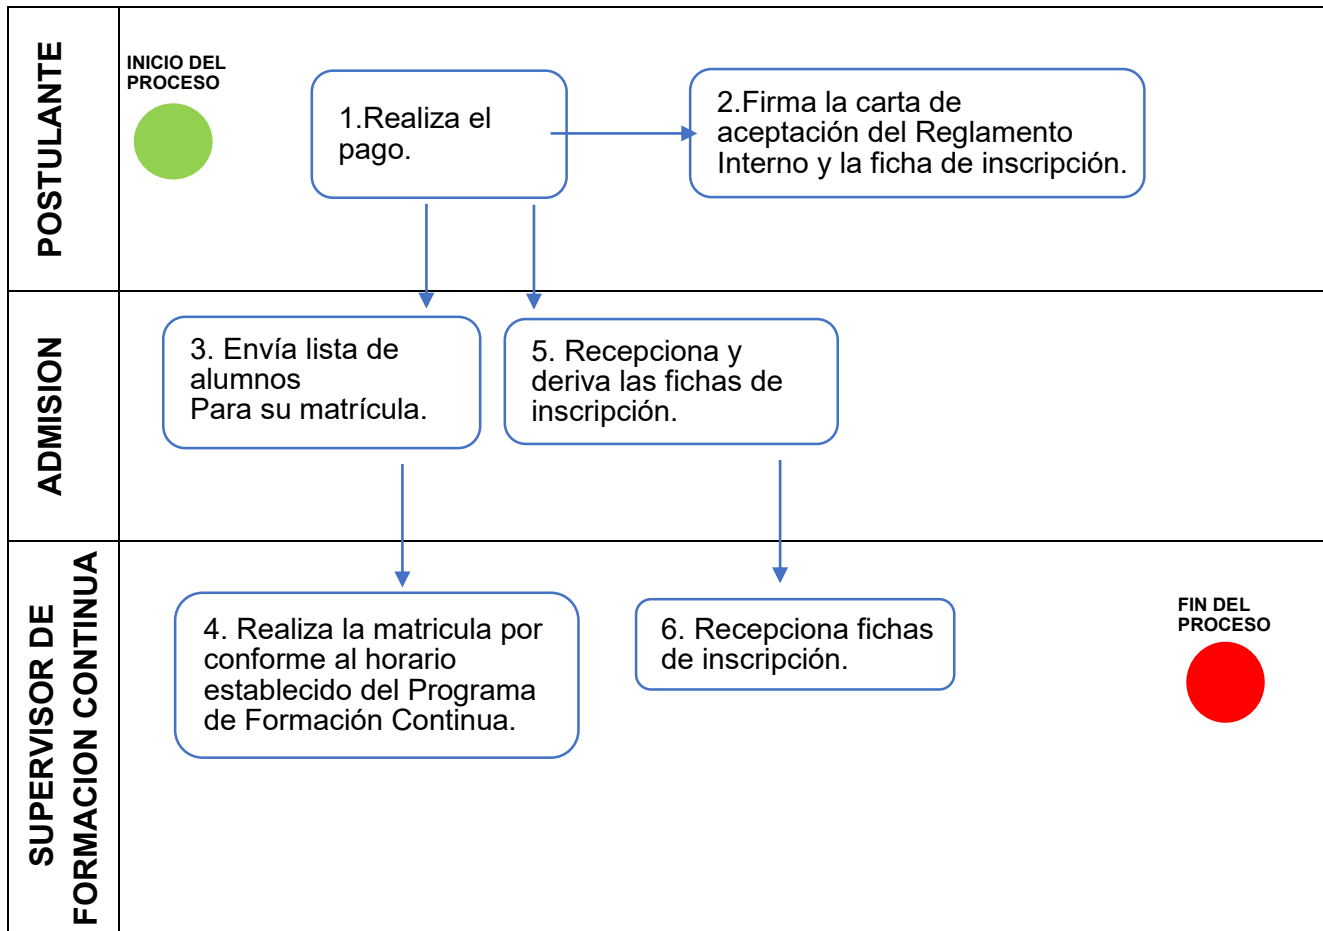 POSTULANTE
INICIO DEL
PROCESO
1.Realiza el
pago.
2.Firma la carta de
aceptación del Reglamento
Interno y la ficha de inscripción.
ADMISION
3. Envía lista de
alumnos
Para su matrícula.
5. Recepciona y
deriva las fichas de
inscripción.
SUPERVISOR DE
FORMACION CONTINUA
4. Realiza la matricula por
conforme al horario
establecido del Programa
de Formación Continua.
6. Recepciona fichas
de inscripción.
FIN DEL
PROCESO